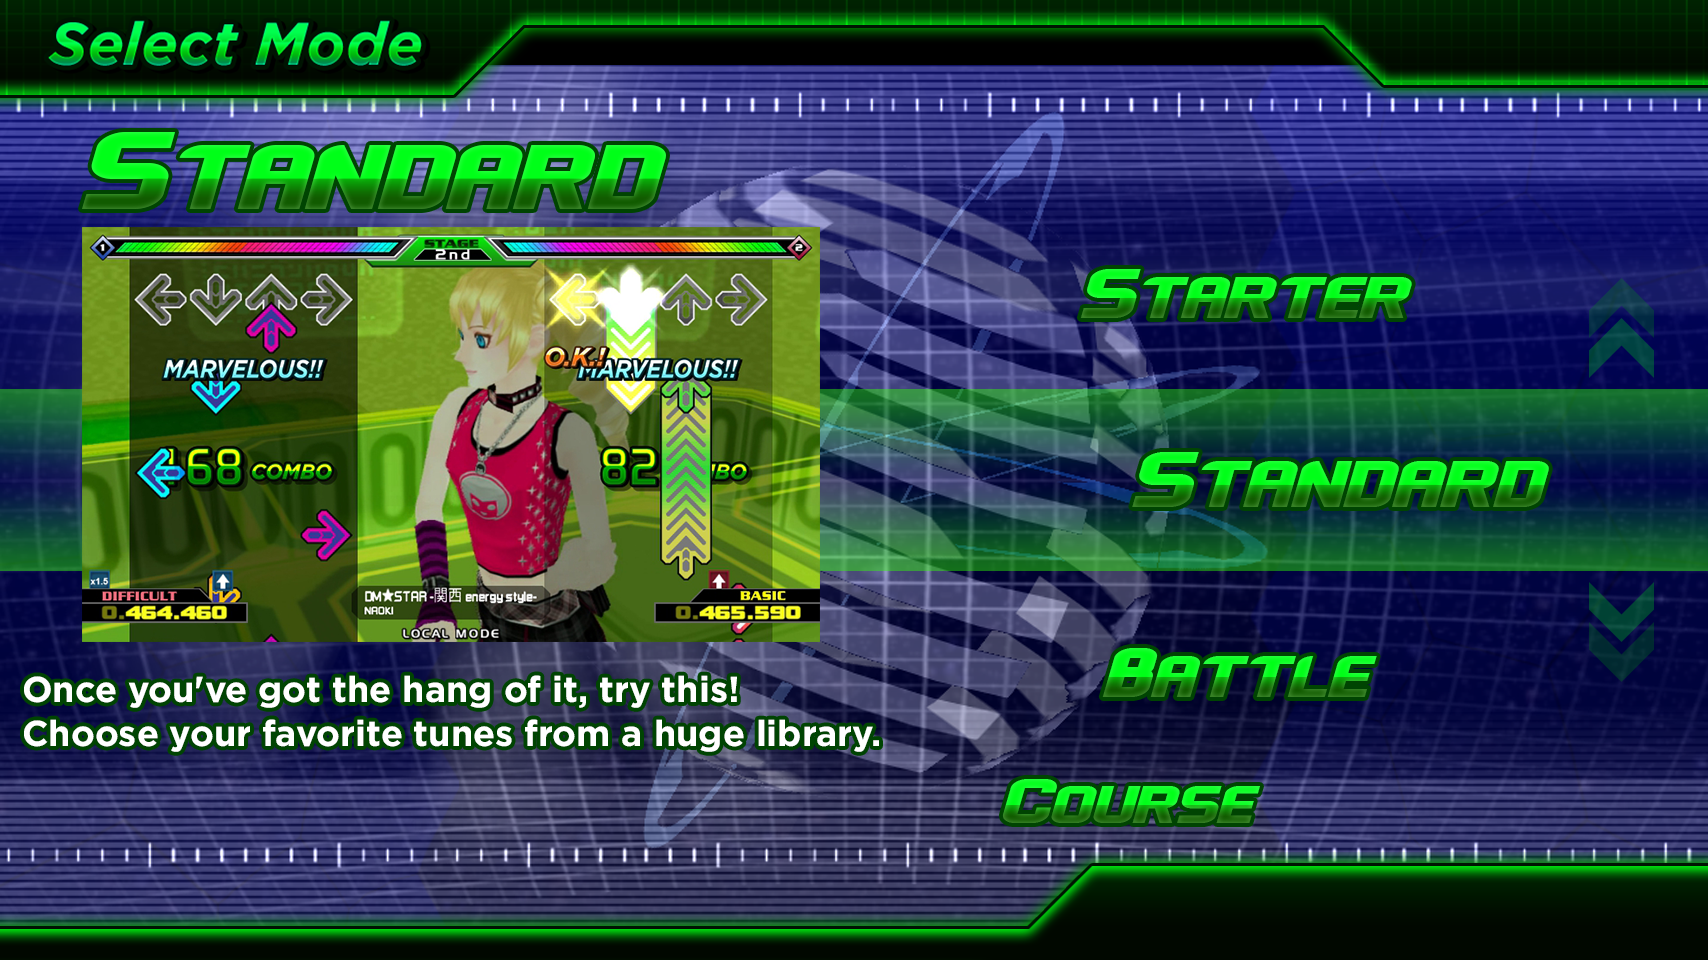 Select Mode
STANDARD
1
STAGE
2nd
2
MARVELOUS!!
O.K.!
MARVELOUS!!
68 COMBO
82
x1.5
DIFFICULT
0.464.460
DM★STAR -関西 energy style-
NAOKI
LOCAL MODE
BASIC
0.465.590
Once you've got the hang of it, try this!
Choose your favorite tunes from a huge library.
STARTER
STANDARD
BATTLE
COURSE